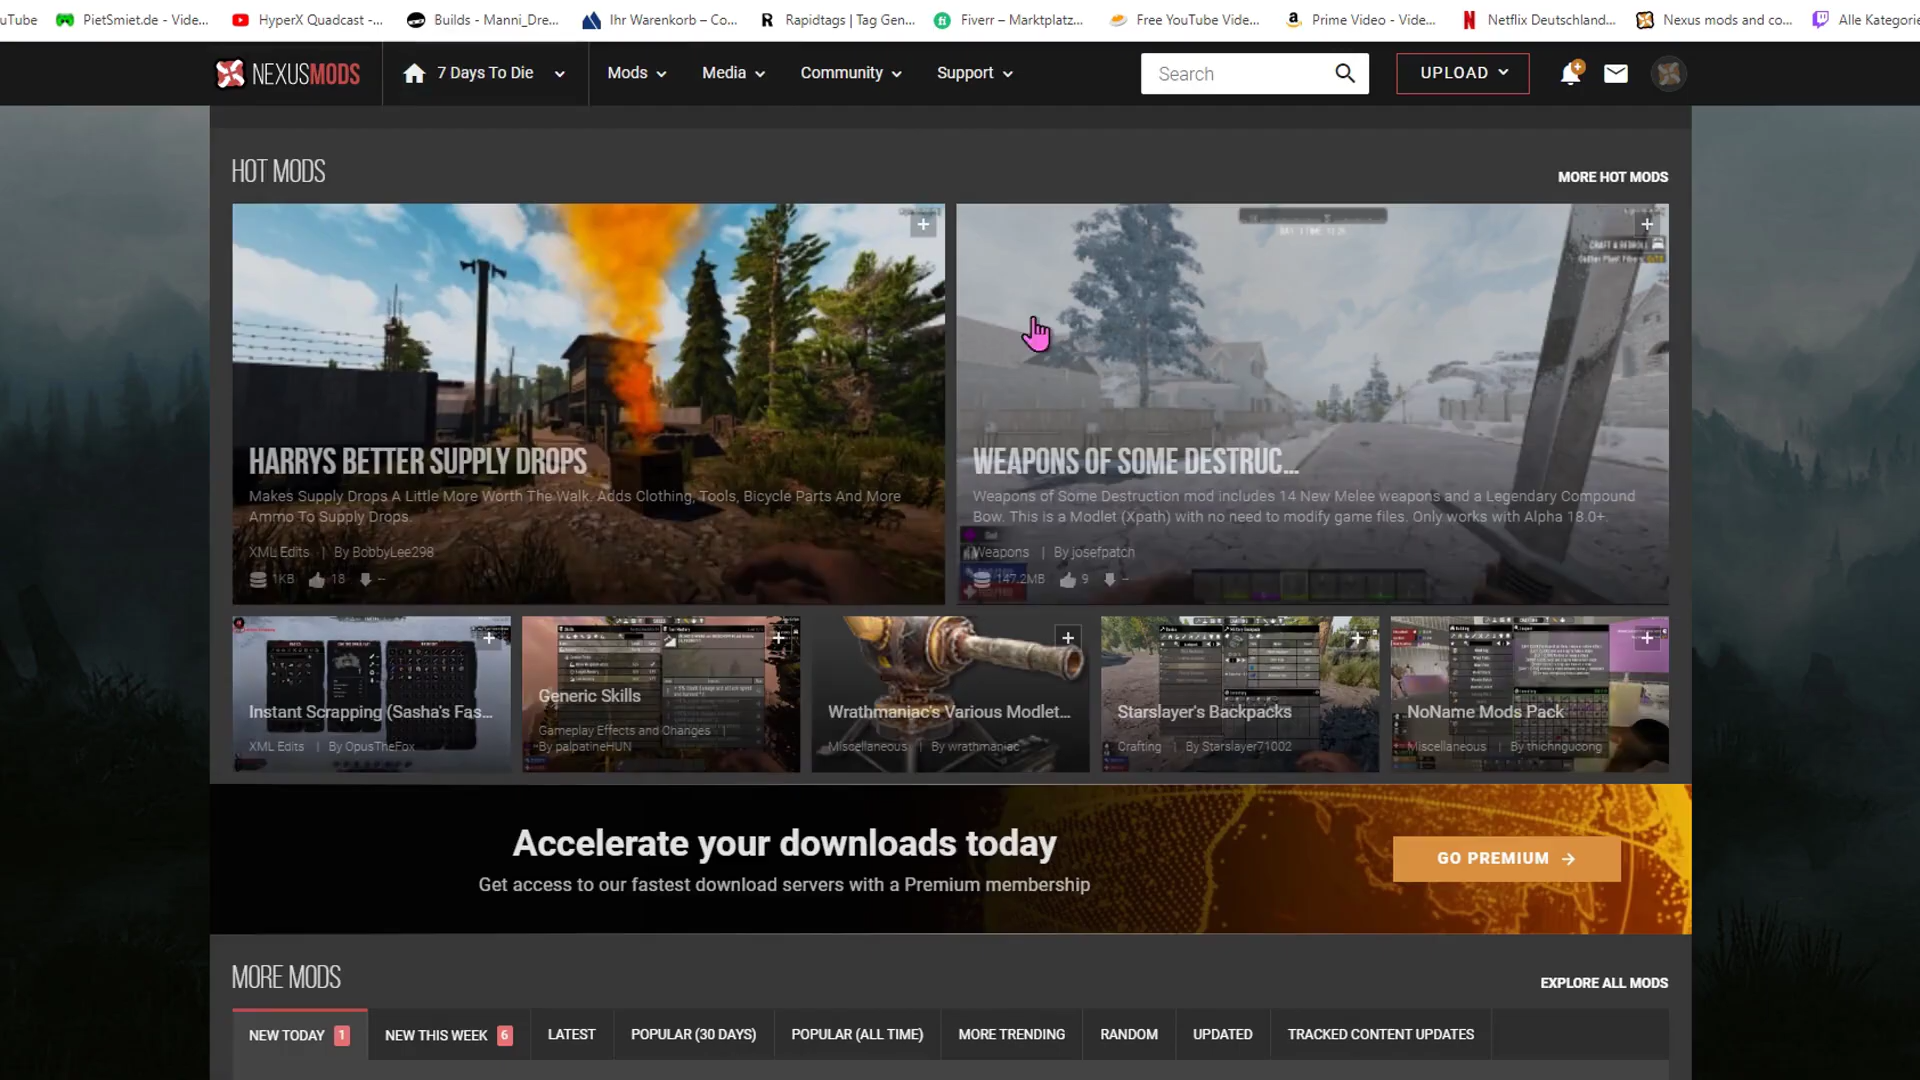 uTube PietSmiet.de - Vide... HyperX Quadcast -... Builds - Manni_Dre... Ihr Warenkorb – Co... Rapidtags | Tag Gen... Fiverr – Marktplatz... Free YouTube Vide... Prime Video - Vide... Netflix Deutschland... Nexus mods and co... Alle Kategorie
NEXUSMODS 7 Days To Die Mods Media Community Support Search UPLOAD
HOT MODS MORE HOT MODS
CRAFT A BEDROLL
HARRYS BETTER SUPPLY DROPS
Makes Supply Drops A Little More Worth The Walk. Adds Clothing, Tools, Bicycle Parts And More
Ammo To Supply Drops.
XML Edits | By BobbyLee298
1KB 18 --
WEAPONS OF SOME DESTRUC...
Weapons of Some Destruction mod includes 14 New Melee weapons and a Legendary Compound
Bow. This is a Modlet (Xpath) with no need to modify game files. Only works with Alpha 18.0+.
Weapons | By josefpatch
147.2MB 9 --
Instant Scrapping (Sasha's Fas...
XML Edits | By OpusTheFox
Generic Skills
Gameplay Effects and Changes |
By palpatineHUN
Wrathmaniac's Various Modlet...
Miscellaneous | By wrathmaniac
Starslayer's Backpacks
Crafting | By Starslayer71002
NoName Mods Pack
Miscellaneous | By thichngucong
Accelerate your downloads today
Get access to our fastest download servers with a Premium membership
GO PREMIUM
MORE MODS EXPLORE ALL MODS
NEW TODAY 1 NEW THIS WEEK 6 LATEST POPULAR (30 DAYS) POPULAR (ALL TIME) MORE TRENDING RANDOM UPDATED TRACKED CONTENT UPDATES